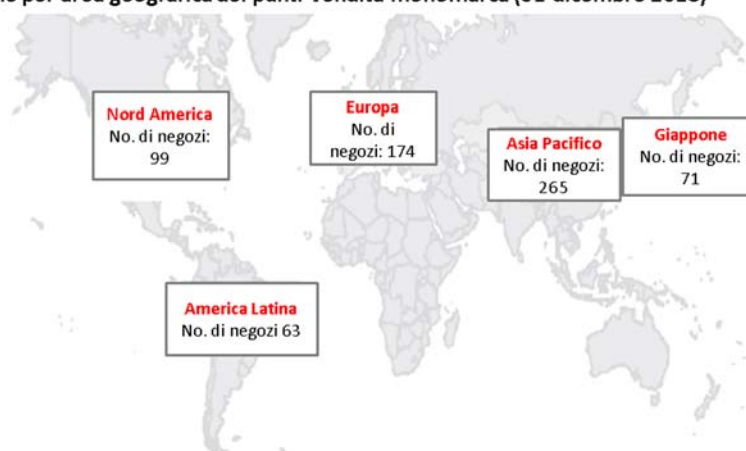 per area geografica dei punti vendita monomarca (31 dicembre
Nord America
No. di negozi:
99
Europa
No. di
negozi: 174
Asia Pacifico
No. di negozi:
265
Giappone
No. di negozi:
71
America Latina
No. di negozi 63